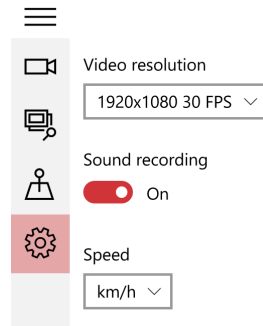 Video resolution
1920x1080 30 FPS
Sound recording
On
Speed
km/h